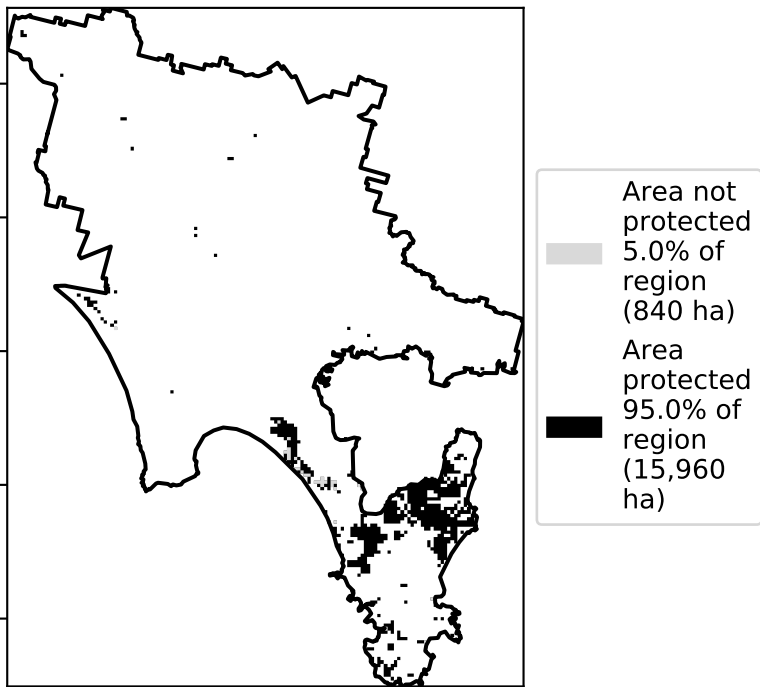 Area not
protected
5.0% of
region
(840 ha)
Area
protected
95.0% of
region
(15,960
ha)